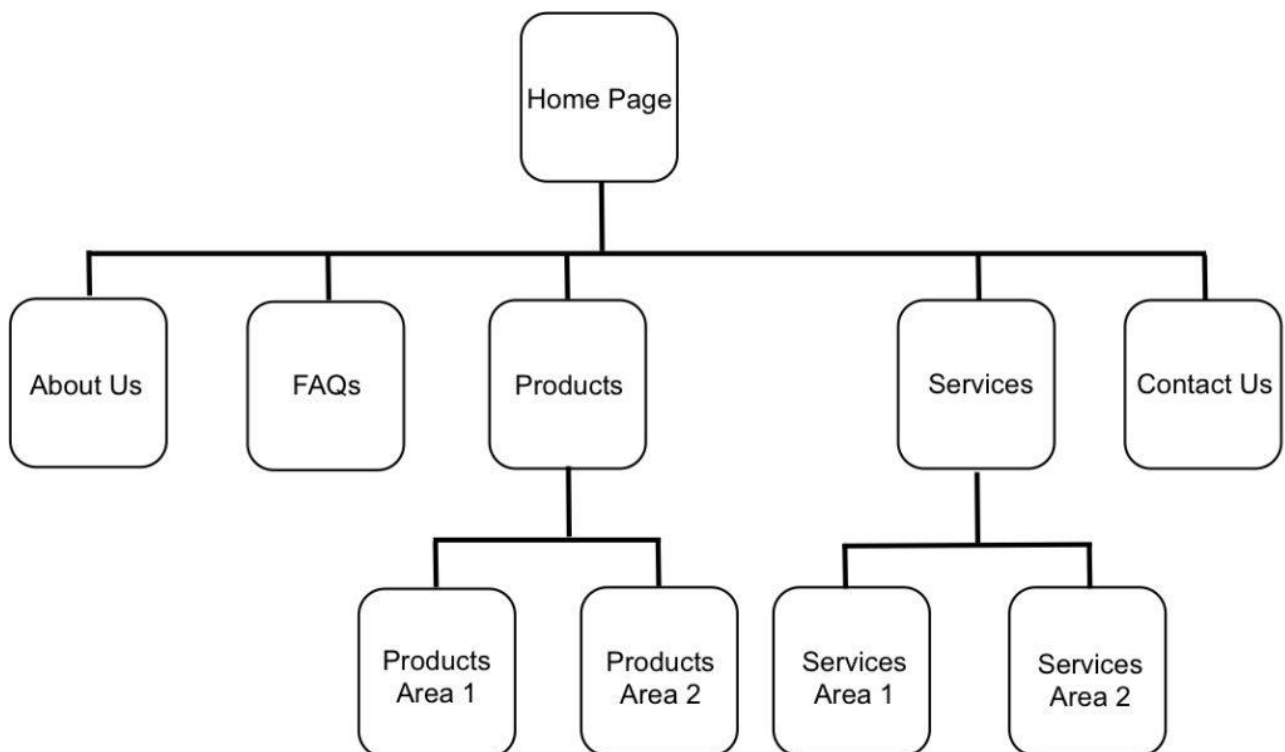 Home Page
About Us
FAQs
Products
Services
Contact Us
Products
Area 1
Products
Area 2
Services
Area 1
Services
Area 2